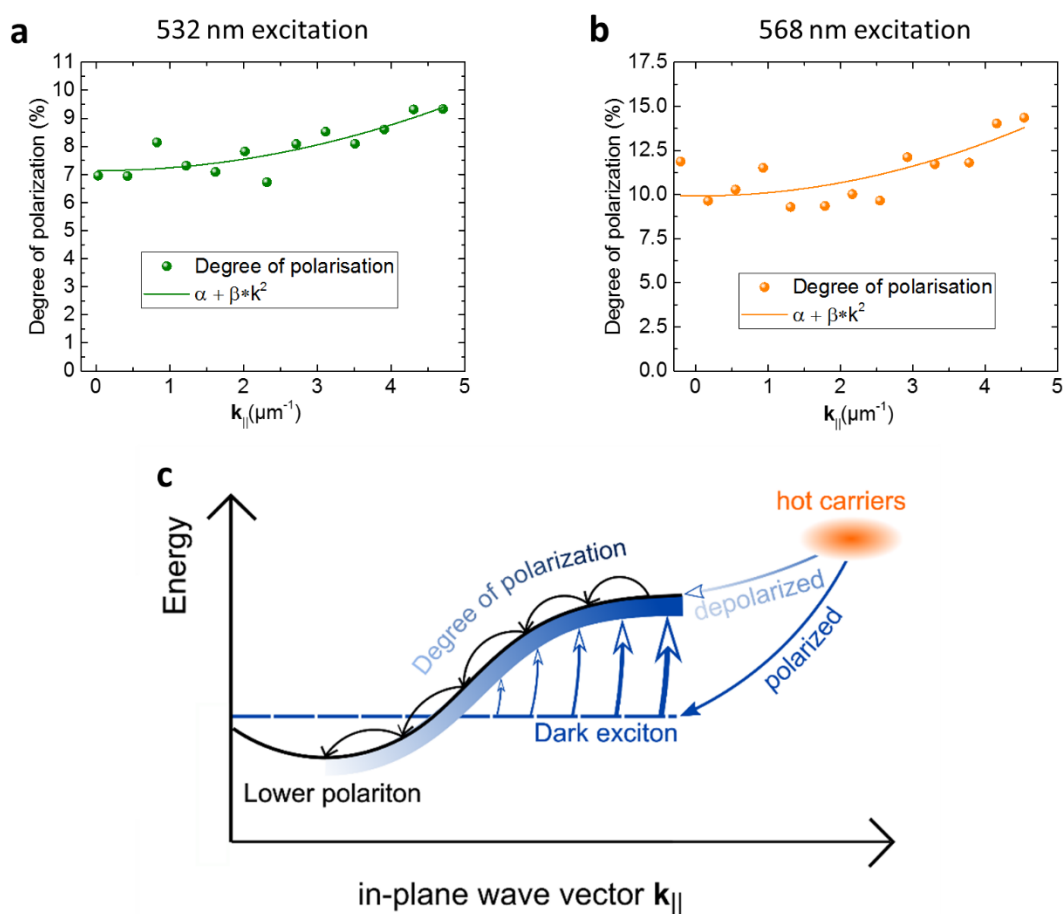 a
532 nm excitation
Degree of polarization (%)
11
10
9
8
7
6
5
4
3
2
1
0
Degree of polarisation
α + β*k²
0 1 2 3 4 5
k||(µm⁻¹)
b
568 nm excitation
Degree of polarization (%)
17.5
15.0
12.5
10.0
7.5
5.0
2.5
0.0
Degree of polarisation
α + β*k²
0 1 2 3 4 5
k||(µm⁻¹)
c
Energy
hot carriers
Degree of polarization
depolarized
polarized
Dark exciton
Lower polariton
in-plane wave vector k||